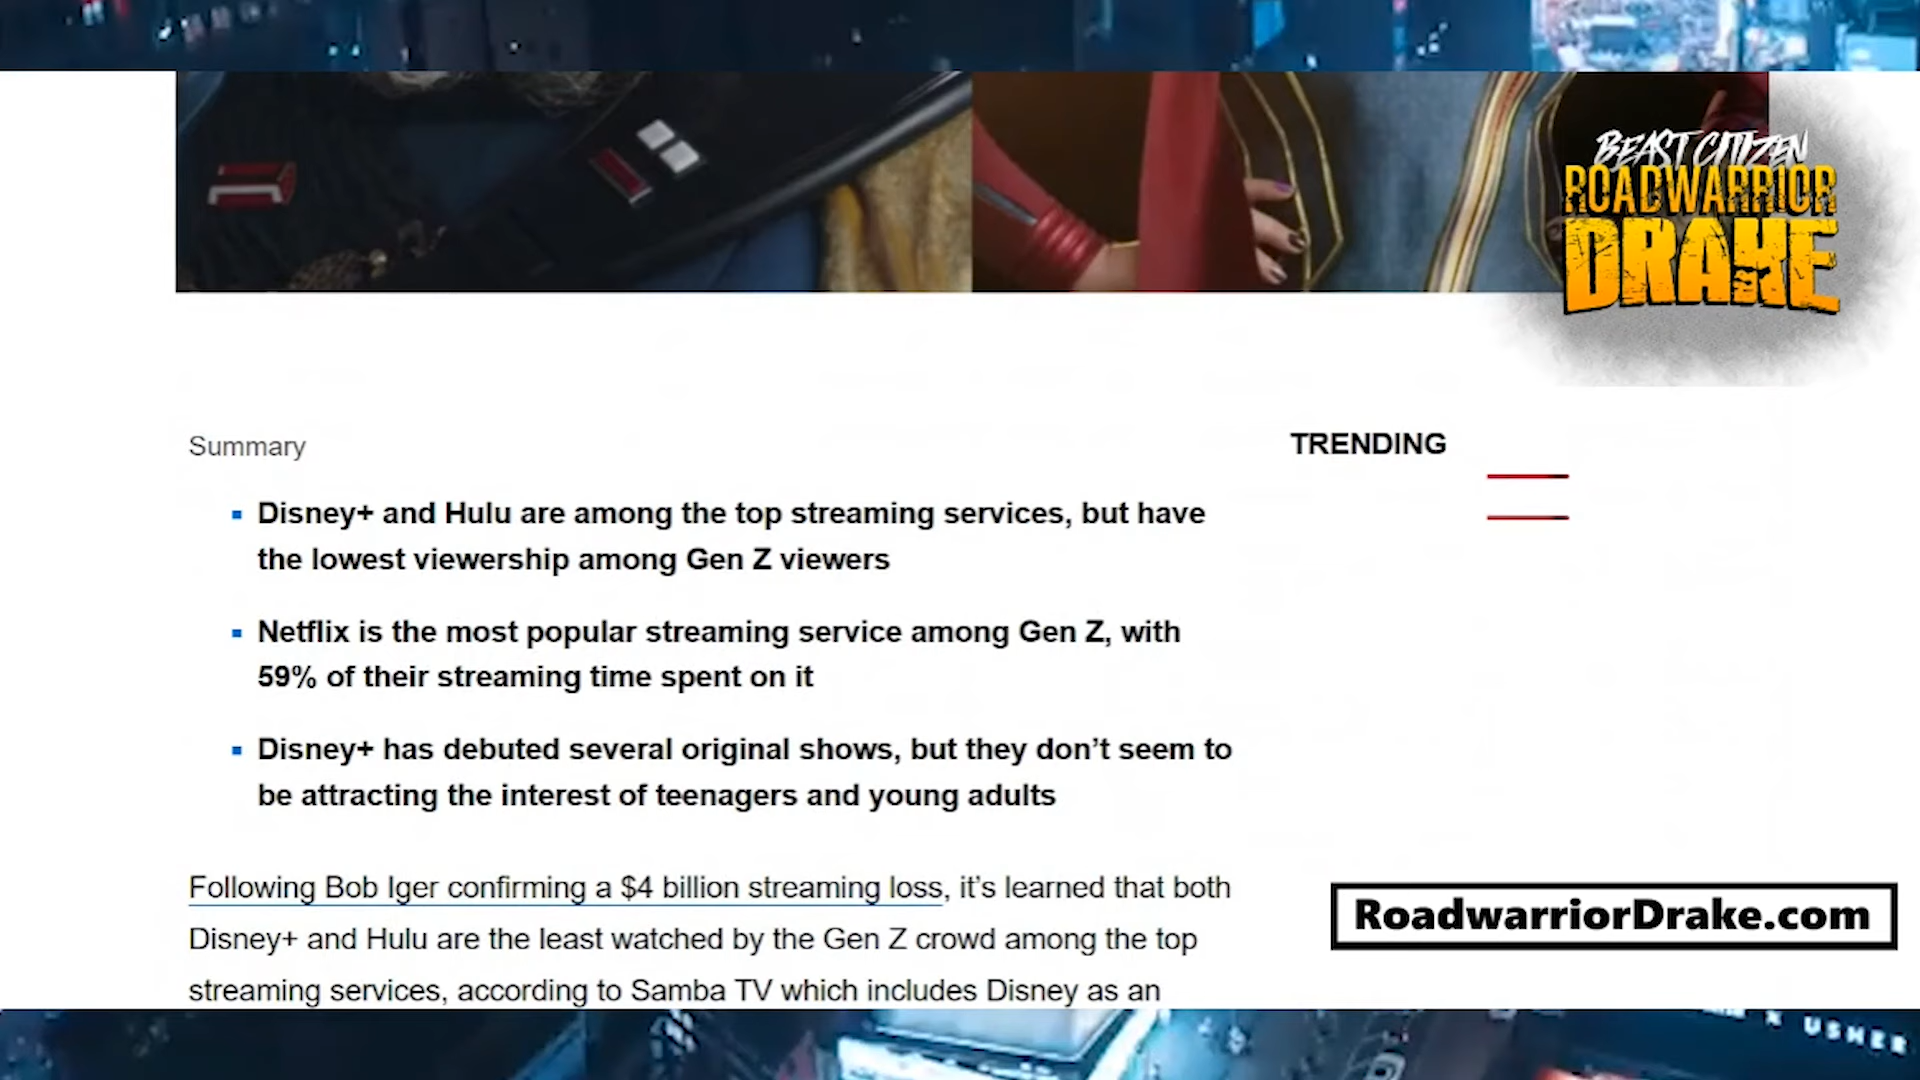 BEAST CITIZEN
ROADWARRIOR
DRAKE
Summary
TRENDING
▪ Disney+ and Hulu are among the top streaming services, but have
the lowest viewership among Gen Z viewers
▪ Netflix is the most popular streaming service among Gen Z, with
59% of their streaming time spent on it
▪ Disney+ has debuted several original shows, but they don’t seem to
be attracting the interest of teenagers and young adults
Following Bob Iger confirming a $4 billion streaming loss, it’s learned that both
Disney+ and Hulu are the least watched by the Gen Z crowd among the top
streaming services, according to Samba TV which includes Disney as an
RoadwarriorDrake.com
X USHER